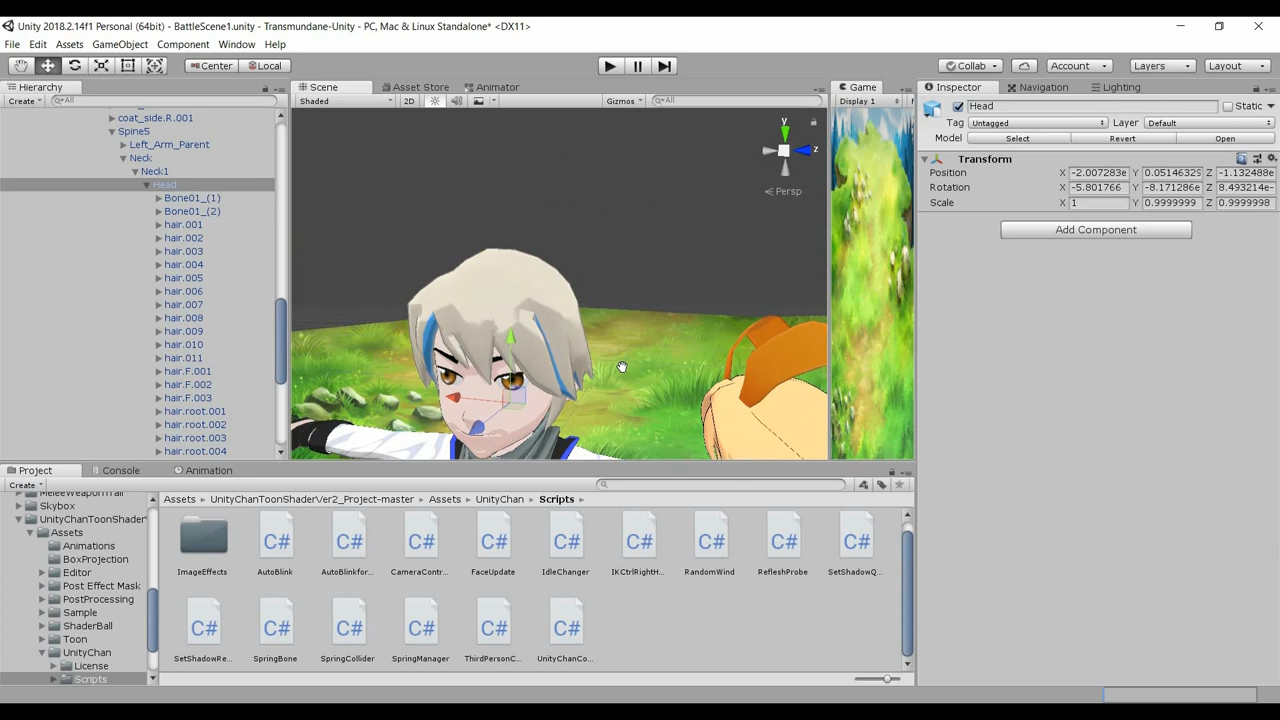 Unity 2018.2.14f1 Personal (64bit) - BattleScene1.unity - Transmundane-Unity - PC, Mac & Linux Standalone* <DX11>
File Edit Assets GameObject Component Window Help
Center Local Collab Account Layers Layout
Hierarchy Scene Asset Store Animator Game Inspector Navigation Lighting
Create All Shaded 2D Gizmos All Display 1 Head Static
coat_side.R.001 Tag Untagged Layer Default
Spine5 Model Select Revert Open
Left_Arm_Parent y
Neck z Transform
Neck1 Position X -2.007283e Y 0.05146329 Z -1.132488e
Head Persp Rotation X -5.801766 Y -8.171286e Z 8.493214e-
Bone01_(1) Scale X 1 Y 0.9999999 Z 0.9999998
Bone01_(2)
hair.001 Add Component
hair.002
hair.003
hair.004
hair.005
hair.006
hair.007
hair.008
hair.009
hair.010
hair.011
hair.F.001
hair.F.002
hair.F.003
hair.root.001
hair.root.002
hair.root.003
hair.root.004
Project Console Animation
Create
MeleeWeaponTrail Assets UnityChanToonShaderVer2_Project-master Assets UnityChan Scripts
Skybox
UnityChanToonShader
Assets
Animations
BoxProjection
Editor
Post Effect Mask
PostProcessing
Sample
ShaderBall
Toon
UnityChan
License
Scripts
C# C# C# C# C# C# C# C# C#
ImageEffects AutoBlink AutoBlinkfor... CameraContr... FaceUpdate IdleChanger IKCtrlRightH... RandomWind RefleshProbe SetShadowQ...
C# C# C# C# C# C#
SetShadowRe... SpringBone SpringCollider SpringManager ThirdPersonC... UnityChanCo...